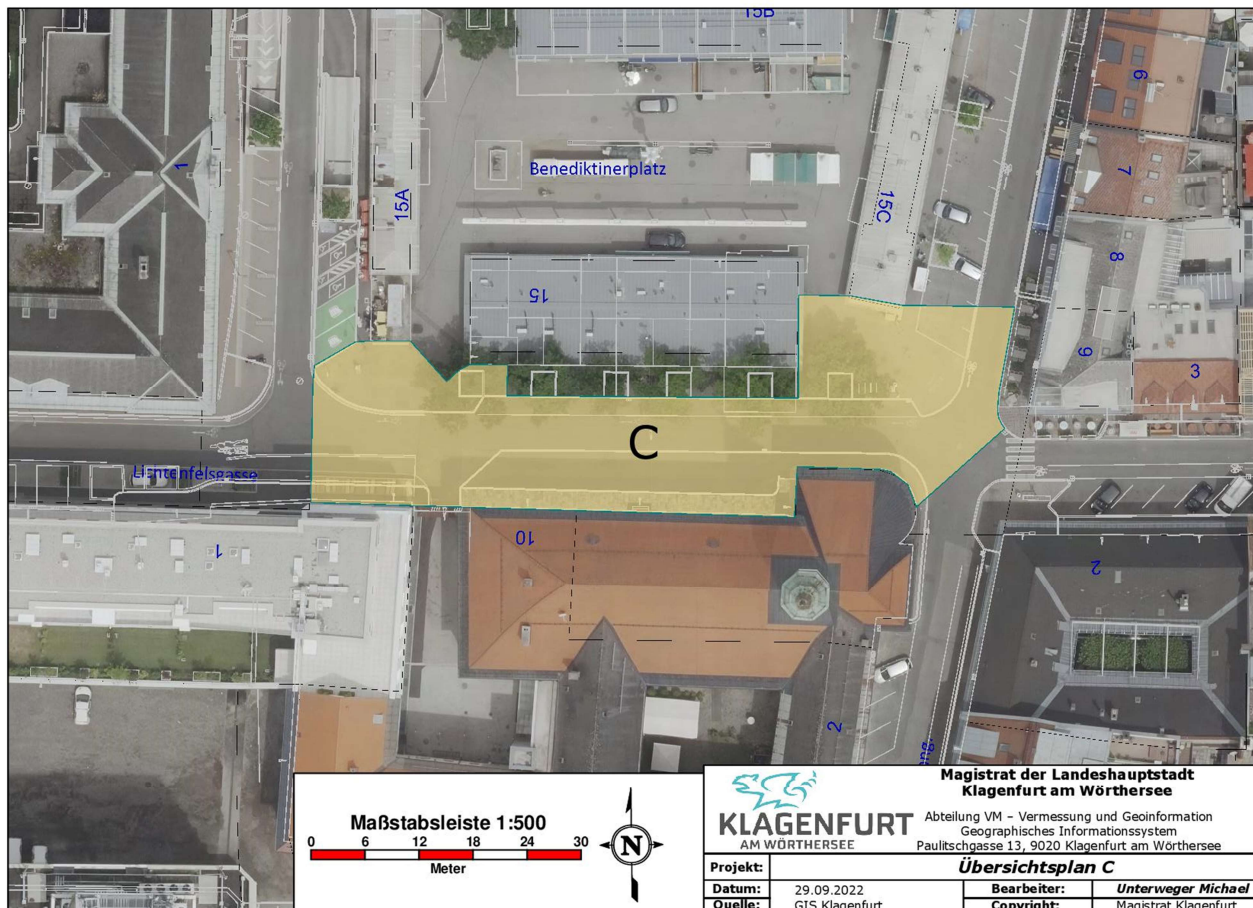 15B
6
1
Benediktinerplatz
7
15A
15C
8
15
9
3
C
Lichtenfelsgasse
10
1
2
2
Maßstabsleiste 1:500
0 6 12 18 24 30
Meter
N
KLAGENFURT
AM WÖRTHERSEE
Magistrat der Landeshauptstadt
Klagenfurt am Wörthersee
Abteilung VM - Vermessung und Geoinformation
Geographisches Informationssystem
Paulitschgasse 13, 9020 Klagenfurt am Wörthersee
Projekt: Übersichtsplan C
Datum: 29.09.2022 Bearbeiter: Unterweger Michael
Quelle: GIS Klagenfurt Copyright: Magistrat Klagenfurt